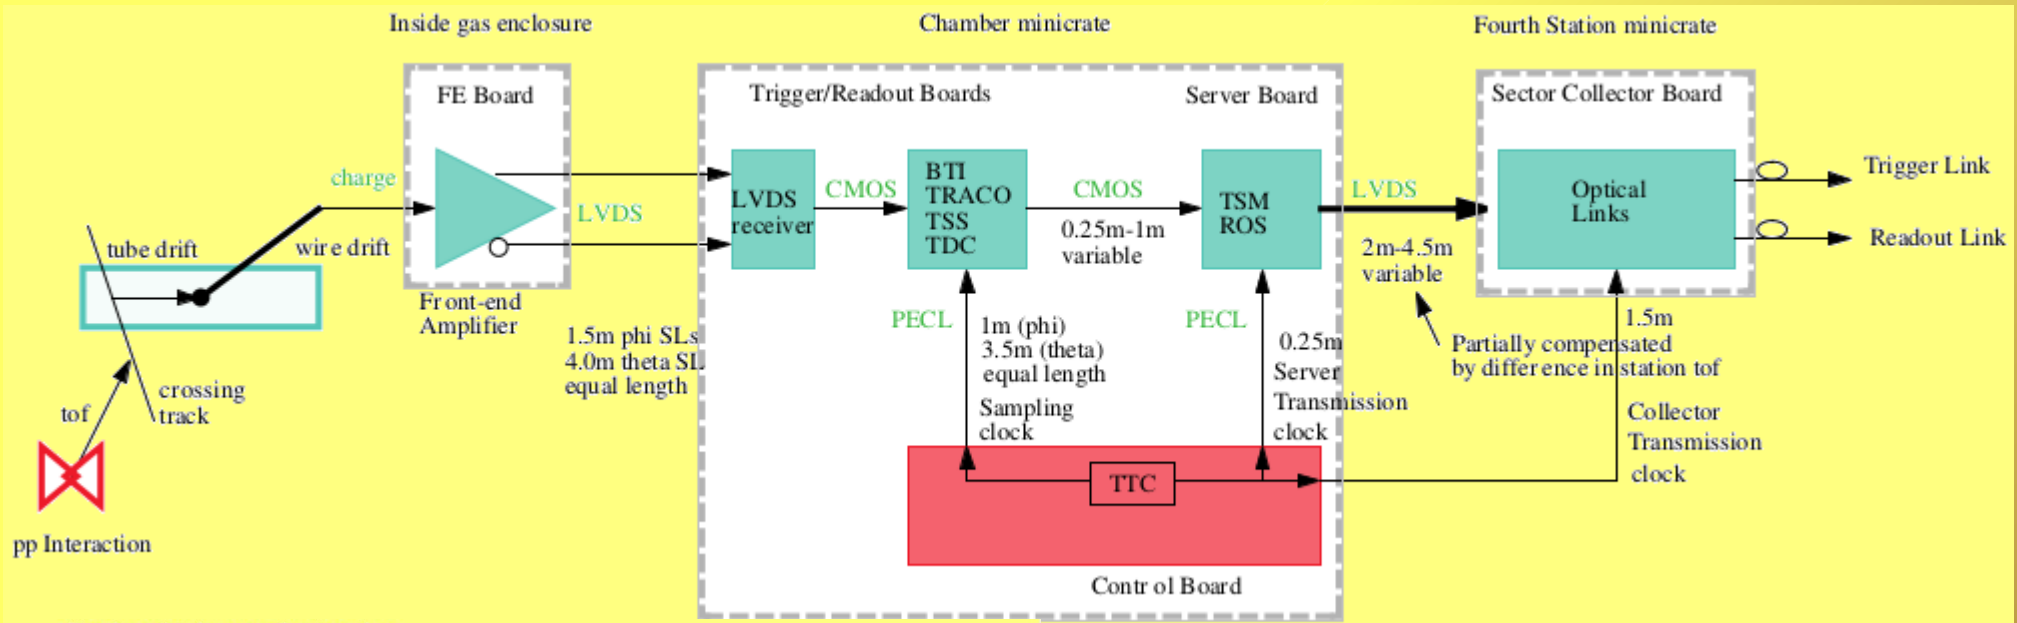 Inside gas enclosure
Chamber minicrate
Fourth Station minicrate
FE Board
Trigger/Readout Boards
Server Board
Sector Collector Board
charge
LVDS
LVDS
receiver
CMOS
BTI
TRACO
TSS
TDC
CMOS
0.25m-1m
variable
TSM
ROS
LVDS
2m-4.5m
variable
Optical
Links
Trigger Link
Readout Link
tube drift
wire drift
Front-end
Amplifier
1.5m phi SLs
4.0m theta SL
equal length
PECL
1m (phi)
3.5m (theta)
equal length
Sampling
clock
PECL
0.25m
Server
Transmission
clock
1.5m
Partially compensated
by difference in station tof
Collector
Transmission
clock
crossing
track
tof
pp Interaction
TTC
Control Board